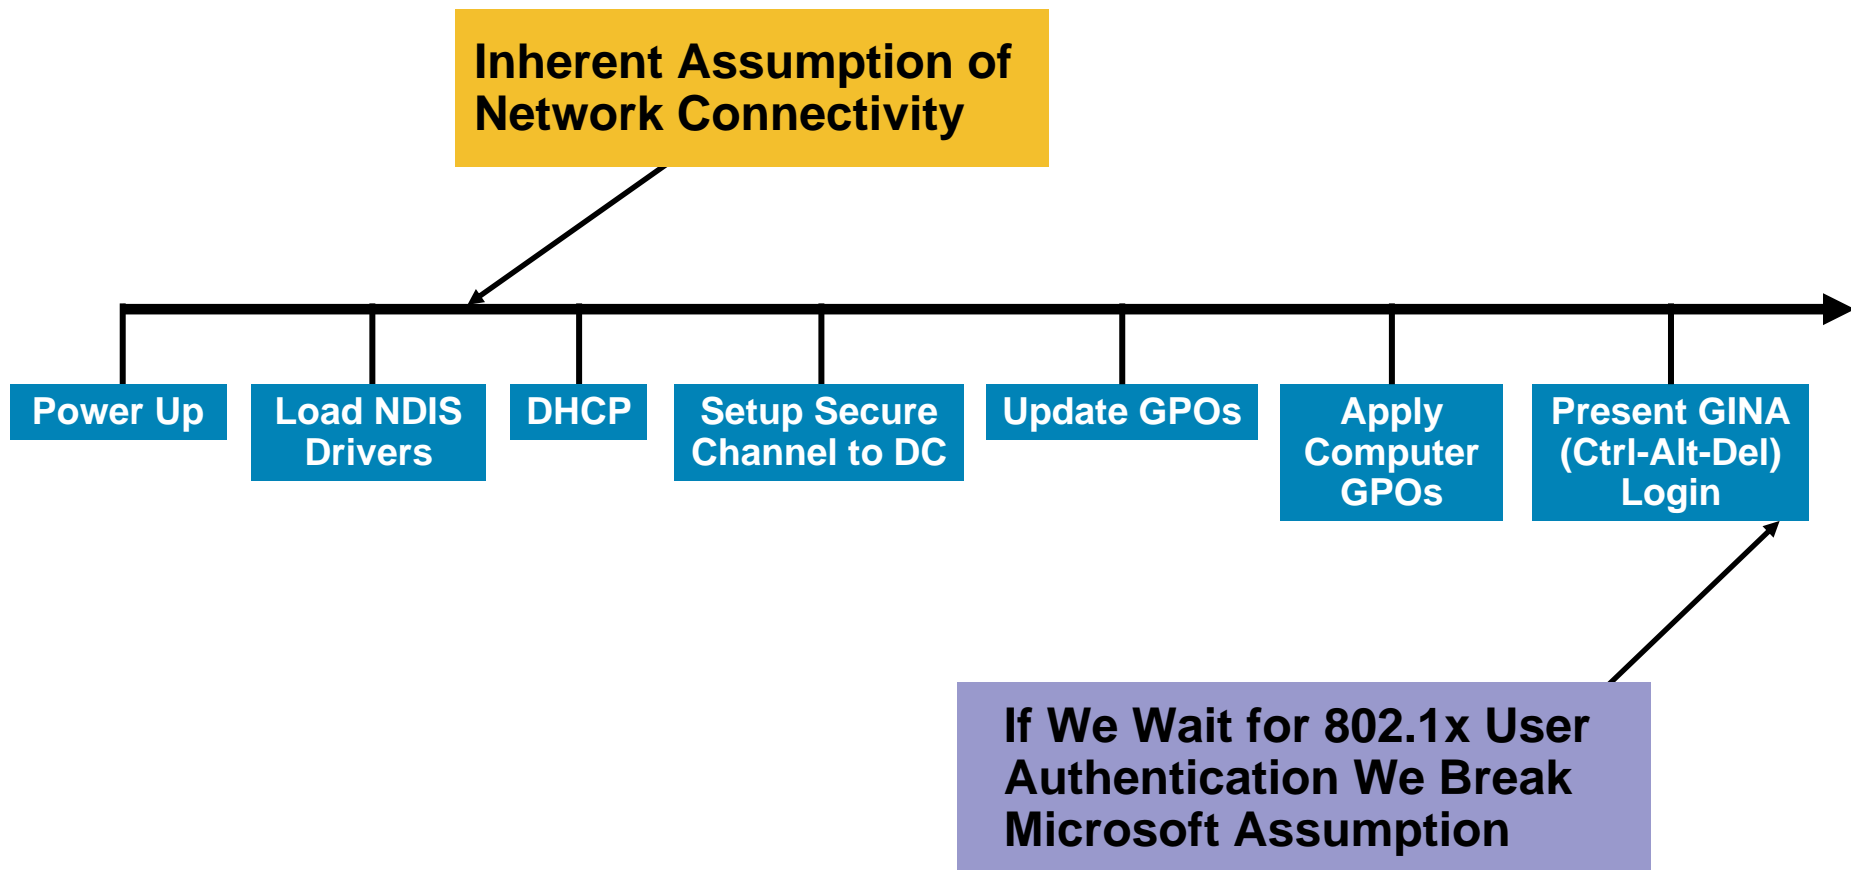 Inherent Assumption of
Network Connectivity
Power Up
Load NDIS
Drivers
DHCP
Setup Secure
Channel to DC
Update GPOs
Apply
Computer
GPOs
Present GINA
(Ctrl-Alt-Del)
Login
If We Wait for 802.1x User
Authentication We Break
Microsoft Assumption